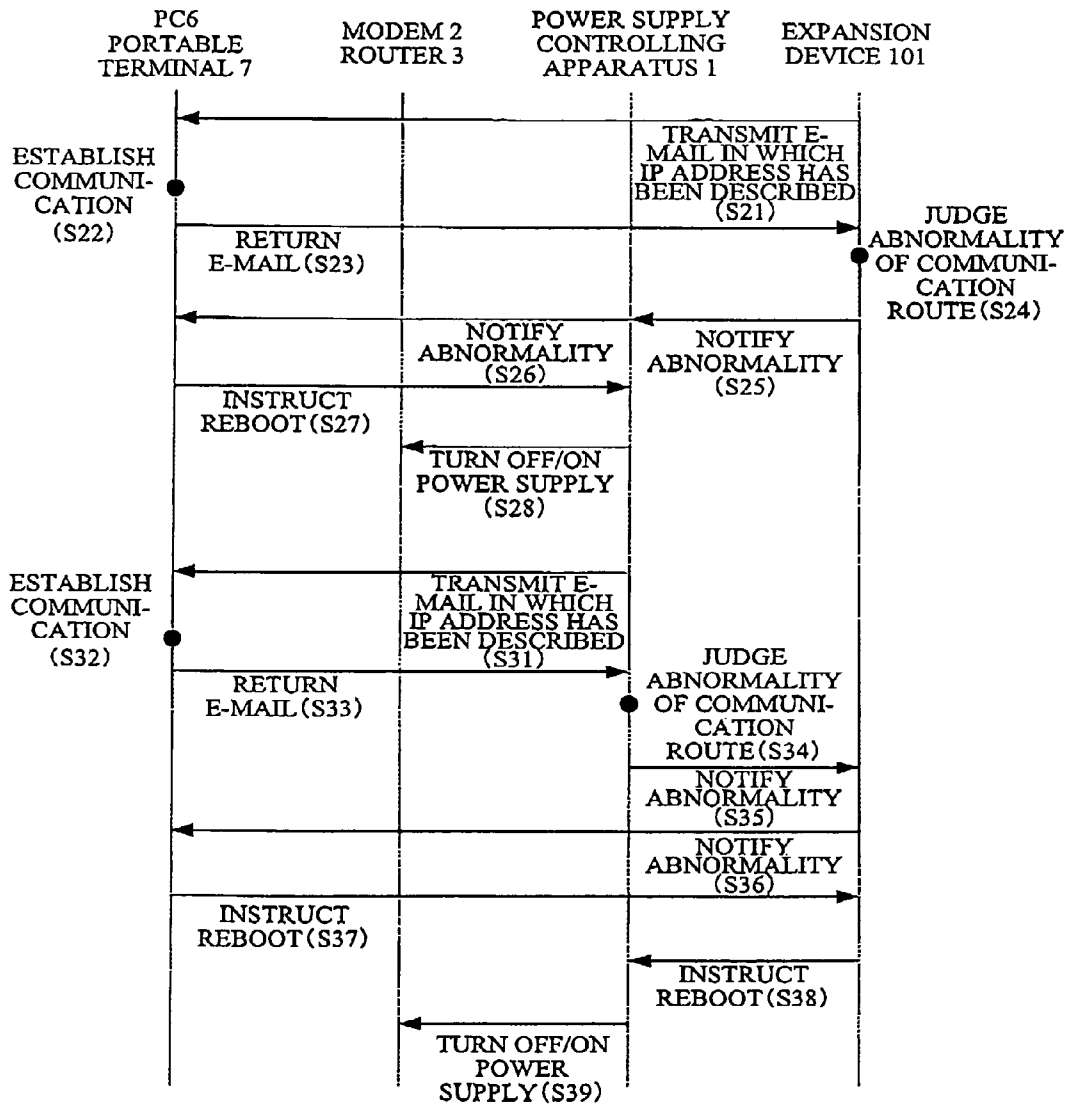 PC6
PORTABLE
TERMINAL 7
MODEM 2
ROUTER 3
POWER SUPPLY
CONTROLLING
APPARATUS 1
EXPANSION
DEVICE 101
TRANSMIT E-
MAIL IN WHICH
IP ADDRESS HAS
BEEN DESCRIBED
(S21)
ESTABLISH
COMMUNI-
CATION
(S22)
RETURN
E-MAIL(S23)
JUDGE
ABNORMALITY
OF COMMUNI-
CATION
ROUTE(S24)
NOTIFY
ABNORMALITY
(S25)
NOTIFY
ABNORMALITY
(S26)
INSTRUCT
REBOOT(S27)
TURN OFF/ON
POWER SUPPLY
(S28)
TRANSMIT E-
MAIL IN WHICH
IP ADDRESS HAS
BEEN DESCRIBED
(S31)
ESTABLISH
COMMUNI-
CATION
(S32)
RETURN
E-MAIL(S33)
JUDGE
ABNORMALITY
OF COMMUNI-
CATION
ROUTE(S34)
NOTIFY
ABNORMALITY
(S35)
NOTIFY
ABNORMALITY
(S36)
INSTRUCT
REBOOT(S37)
INSTRUCT
REBOOT(S38)
TURN OFF/ON
POWER
SUPPLY(S39)